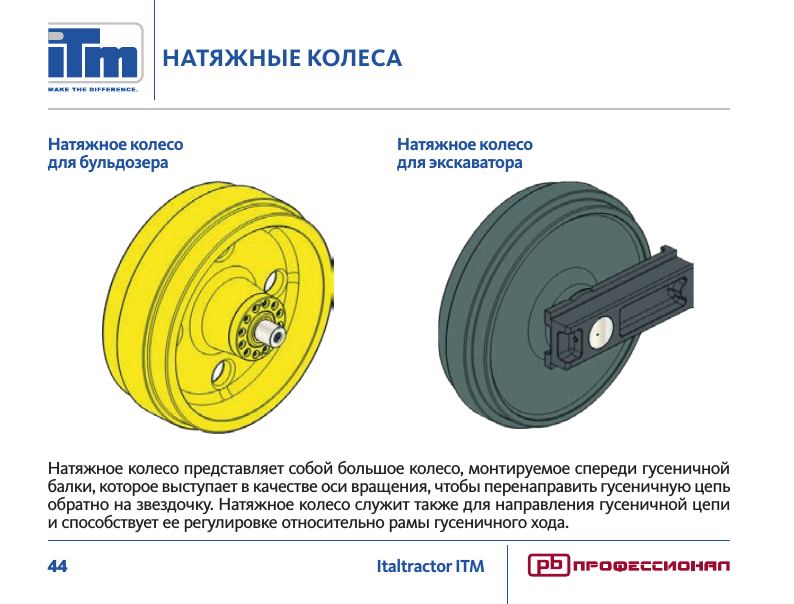 iTm
MAKE THE DIFFERENCE.
НАТЯЖНЫЕ КОЛЕСА
Натяжное колесо
для бульдозера
Натяжное колесо
для экскаватора
Натяжное колесо представляет собой большое колесо, монтируемое спереди гусеничной
балки, которое выступает в качестве оси вращения, чтобы перенаправить гусеничную цепь
обратно на звездочку. Натяжное колесо служит также для направления гусеничной цепи
и способствует ее регулировке относительно рамы гусеничного хода.
44
Italtractor ITM
pb ПРОФЕССИОНАЛ